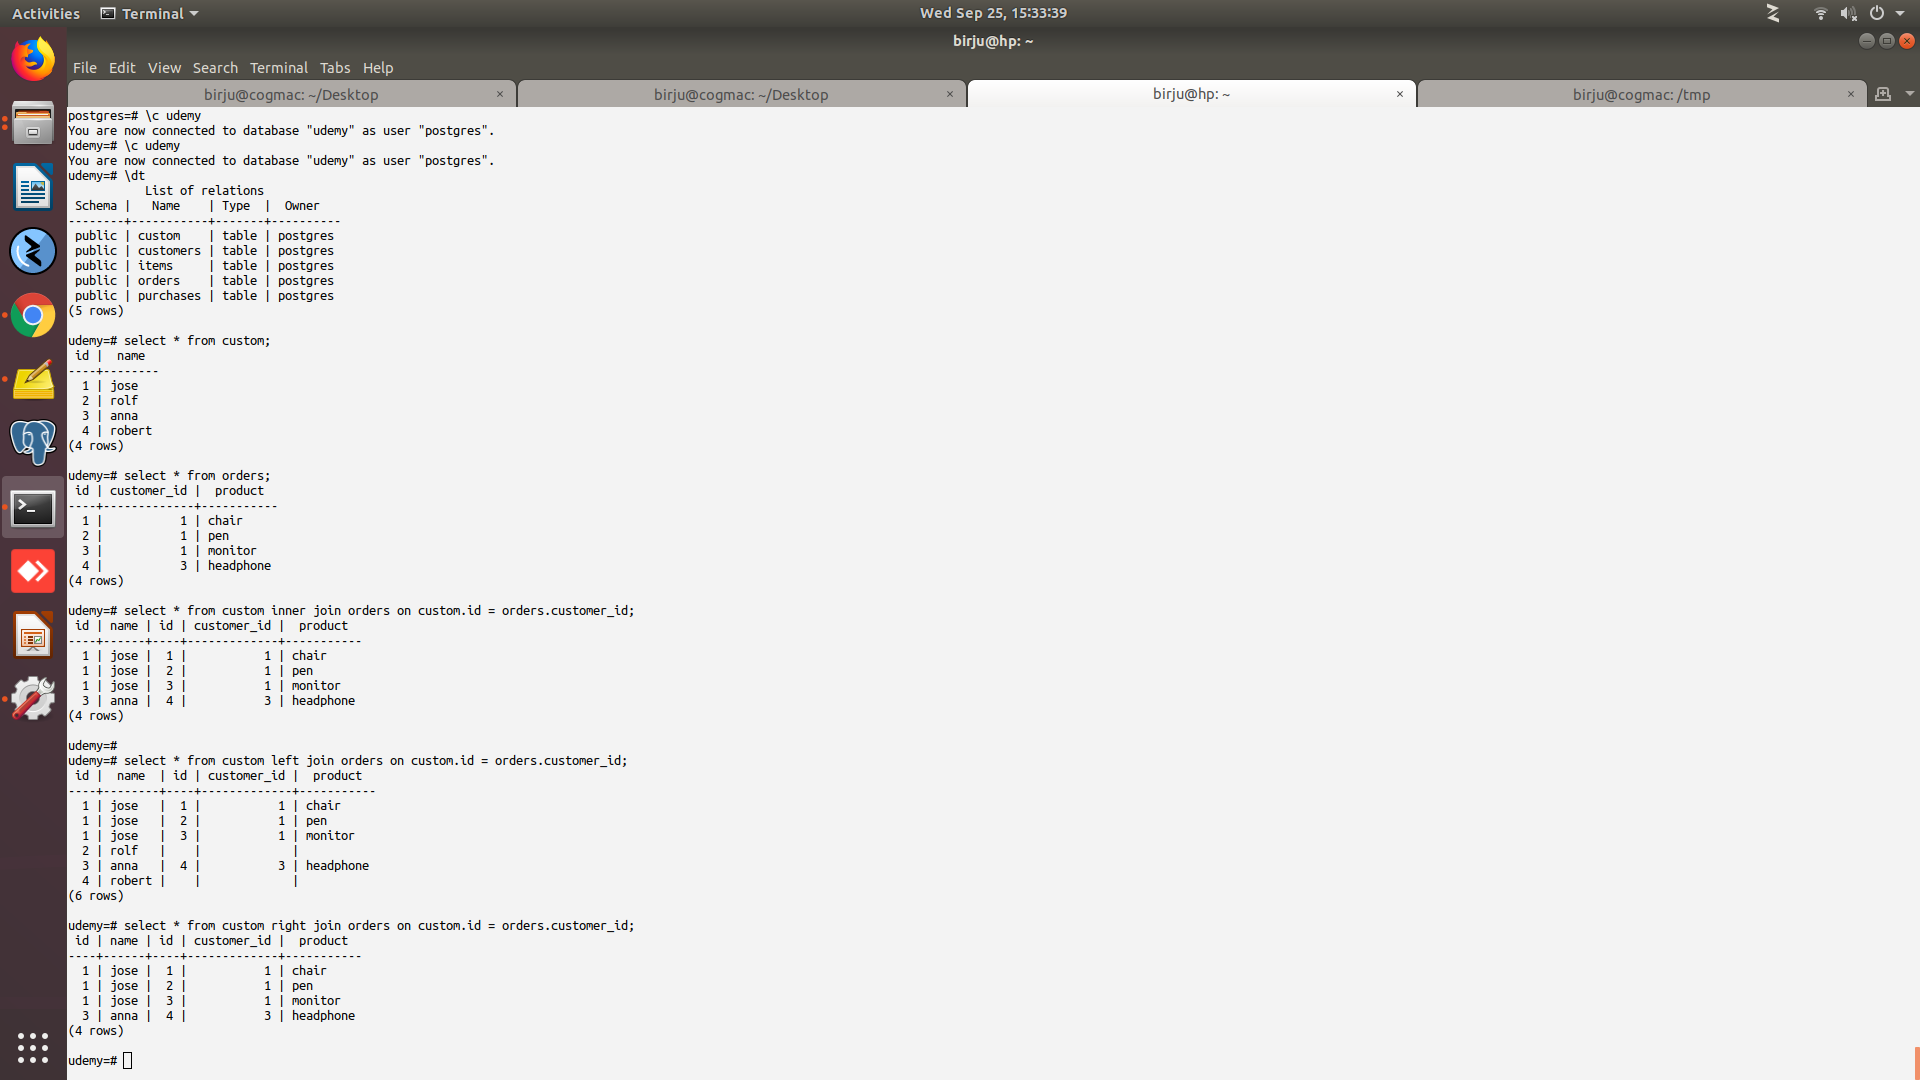 Activities Terminal Wed Sep 25, 15:33:39
birju@hp: ~
File Edit View Search Terminal Tabs Help
birju@cogmac: ~/Desktop × birju@cogmac: ~/Desktop × birju@hp: ~ × birju@cogmac: /tmp ×
postgres=# \c udemy
You are now connected to database "udemy" as user "postgres".
udemy=# \c udemy
You are now connected to database "udemy" as user "postgres".
udemy=# \dt
           List of relations
 Schema |   Name    | Type  |  Owner
--------+-----------+-------+----------
 public | custom    | table | postgres
 public | customers | table | postgres
 public | items     | table | postgres
 public | orders    | table | postgres
 public | purchases | table | postgres
(5 rows)
udemy=# select * from custom;
 id |  name
----+--------
  1 | jose
  2 | rolf
  3 | anna
  4 | robert
(4 rows)
udemy=# select * from orders;
 id | customer_id |  product
----+-------------+-----------
  1 |           1 | chair
  2 |           1 | pen
  3 |           1 | monitor
  4 |           3 | headphone
(4 rows)
udemy=# select * from custom inner join orders on custom.id = orders.customer_id;
 id | name | id | customer_id |  product
----+------+----+-------------+-----------
  1 | jose |  1 |           1 | chair
  1 | jose |  2 |           1 | pen
  1 | jose |  3 |           1 | monitor
  3 | anna |  4 |           3 | headphone
(4 rows)
udemy=#
udemy=# select * from custom left join orders on custom.id = orders.customer_id;
 id |  name  | id | customer_id |  product
----+--------+----+-------------+-----------
  1 | jose   |  1 |           1 | chair
  1 | jose   |  2 |           1 | pen
  1 | jose   |  3 |           1 | monitor
  2 | rolf   |    |             |
  3 | anna   |  4 |           3 | headphone
  4 | robert |    |             |
(6 rows)
udemy=# select * from custom right join orders on custom.id = orders.customer_id;
 id | name | id | customer_id |  product
----+------+----+-------------+-----------
  1 | jose |  1 |           1 | chair
  1 | jose |  2 |           1 | pen
  1 | jose |  3 |           1 | monitor
  3 | anna |  4 |           3 | headphone
(4 rows)
udemy=#